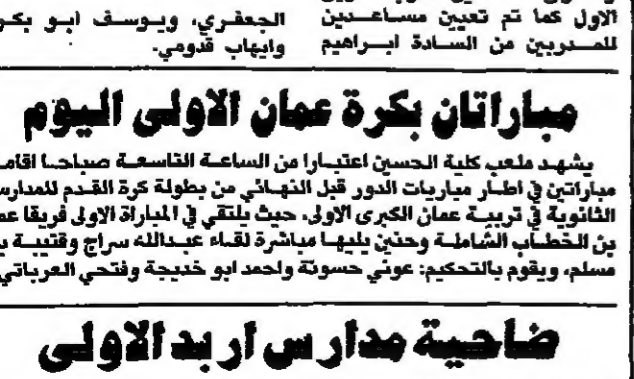 الاول كما تم تعيين مساعدين
للمدربين من السادة ابراهيم
الجعفري، ويوسف ابو بكر
وايهاب قدومي.
مباراتان بكرة عمان الاولى اليوم
يشهد ملعب كلية الحسين اعتبارا من الساعة التاسعة صباحا اقامة
مباراتين في اطار مباريات الدور قبل النهائي من بطولة كرة القدم للمدارس
الثانوية في تربية عمان الكبرى الاولى، حيث يلتقي في المباراة الاولى فريقا
بن الخطاب الشاملة وحنين يليها مباشرة لقاء عبدالله سراج وقتيبة
مسلم، ويقوم بالتحكيم: عوني حسونة واحمد ابو خديجة وفتحي العرباتي
ضاحية مدارس اربد الاولى